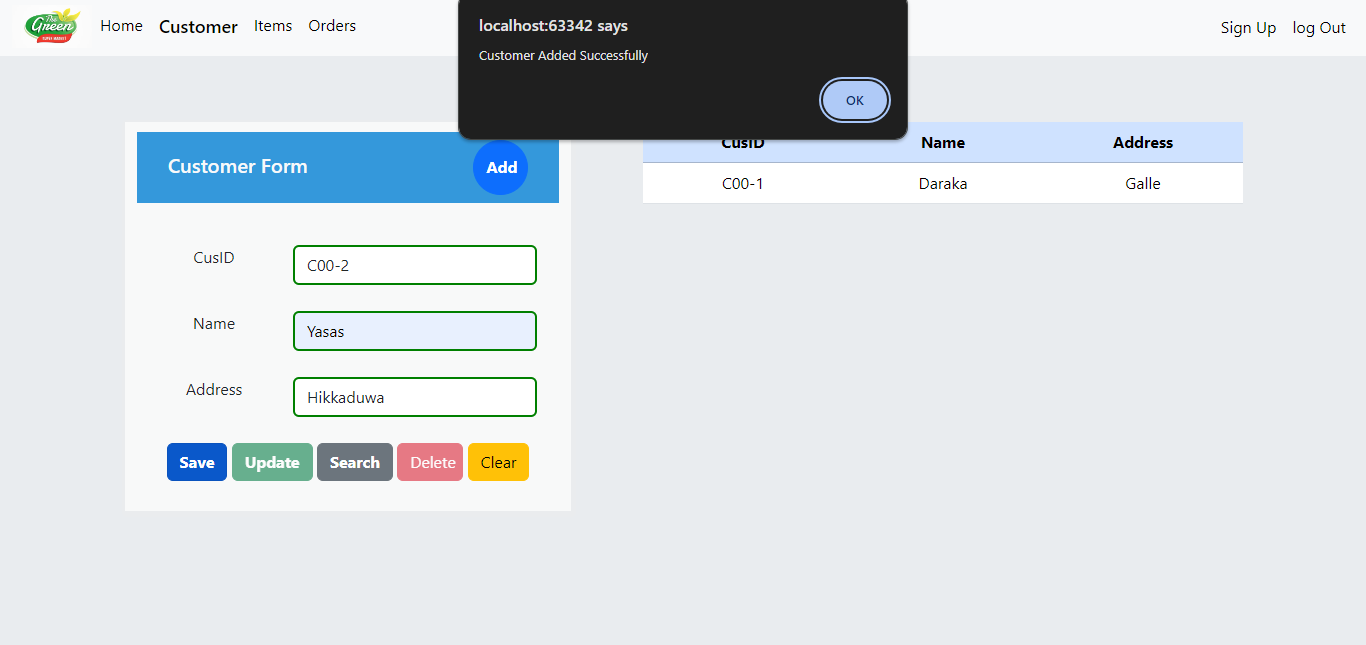 The
Green
SUPER MARKET
Home Customer Items Orders
Sign Up log Out
localhost:63342 says
Customer Added Successfully
OK
Customer Form
Add
CusID Name Address
C00-1 Daraka Galle
CusID
C00-2
Name
Yasas
Address
Hikkaduwa
Save Update Search Delete Clear